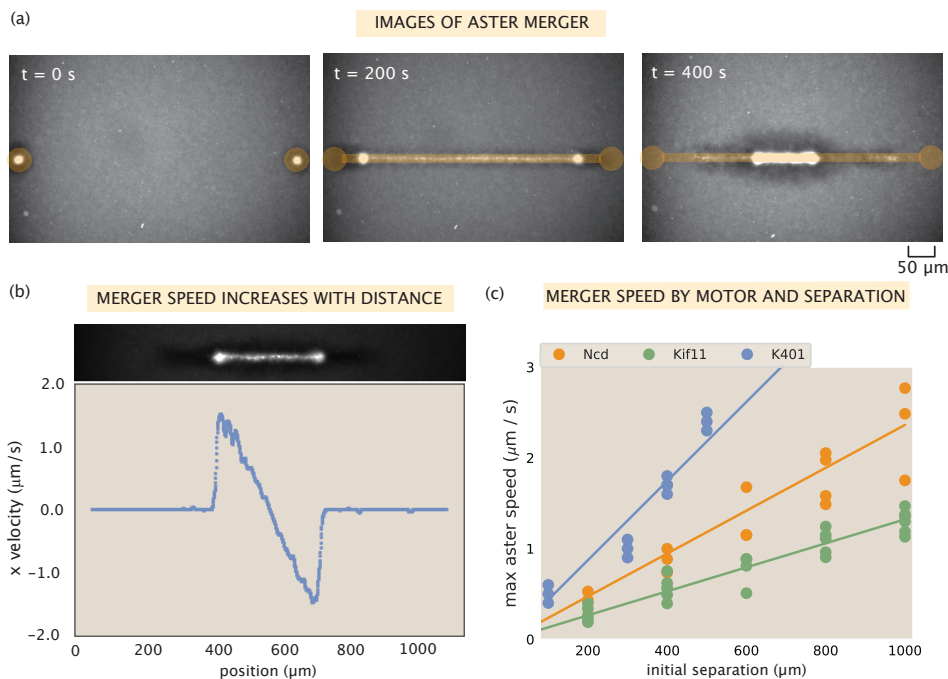 (a)
IMAGES OF ASTER MERGER
t = 0 s
t = 200 s
t = 400 s
50 μm
(b)
MERGER SPEED INCREASES WITH DISTANCE
2.0
1.0
0.0
–1.0
–2.0
x velocity (μm/s)
0
200
400
600
800
1000
position (μm)
(c)
MERGER SPEED BY MOTOR AND SEPARATION
Ncd
Kif11
K401
3
2
1
0
max aster speed (μm / s)
200
400
600
800
1000
initial separation (μm)